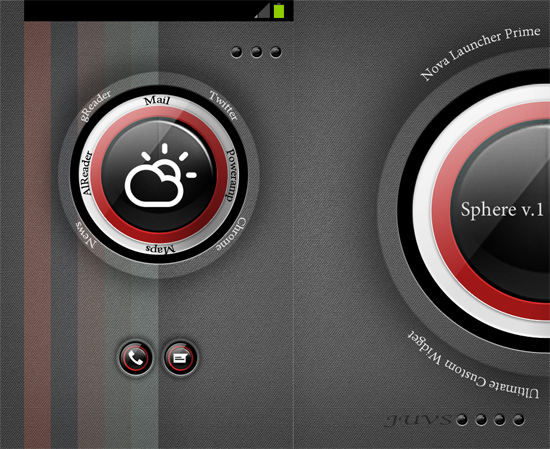 gReader
Mail
Twitter
AIReader
Poweramp
News
Maps
Chrome
Nova Launcher Prime
Sphere v.1
Ultimate Custom Widget
JUVS